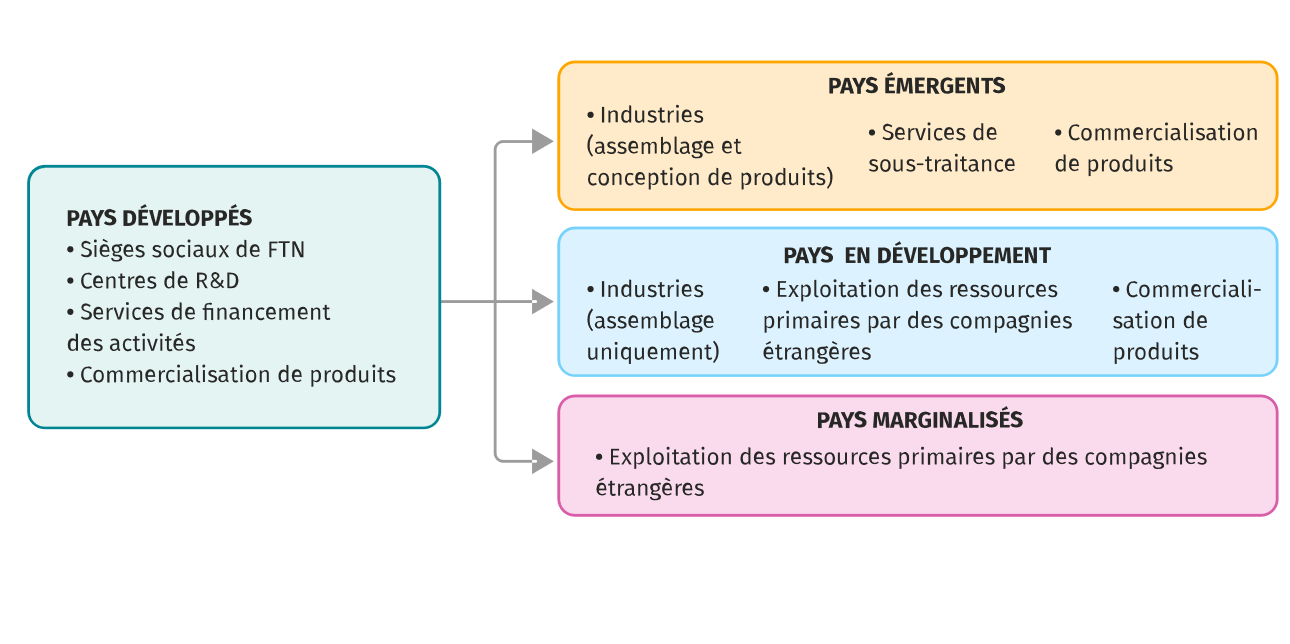 PAYS DÉVELOPPÉS
• Sièges sociaux de FTN
• Centres de R&D
• Services de financement
des activités
• Commercialisation de produits
PAYS ÉMERGENTS
• Industries
(assemblage et
conception de produits)
• Services de
sous-traitance
• Commercialisation
de produits
PAYS EN DÉVELOPPEMENT
• Industries
(assemblage
uniquement)
• Exploitation des ressources
primaires par des compagnies
étrangères
• Commerciali-
sation de
produits
PAYS MARGINALISÉS
• Exploitation des ressources primaires par des compagnies
étrangères